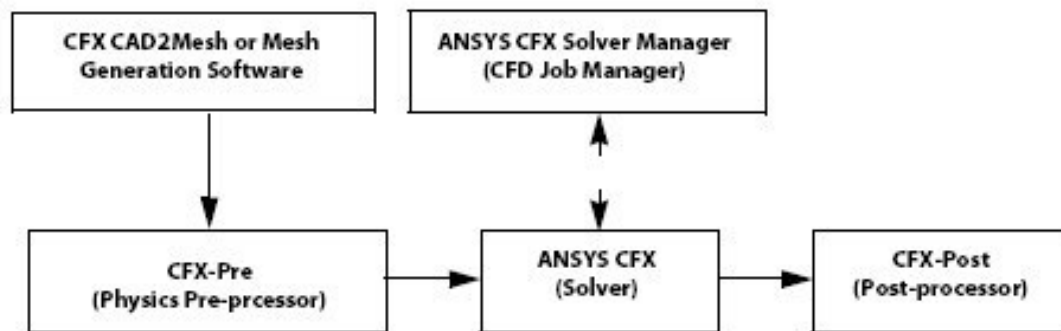 CFX CAD2Mesh or Mesh
Generation Software
ANSYS CFX Solver Manager
(CFD Job Manager)
CFX-Pre
(Physics Pre-prcessor)
ANSYS CFX
(Solver)
CFX-Post
(Post-processor)